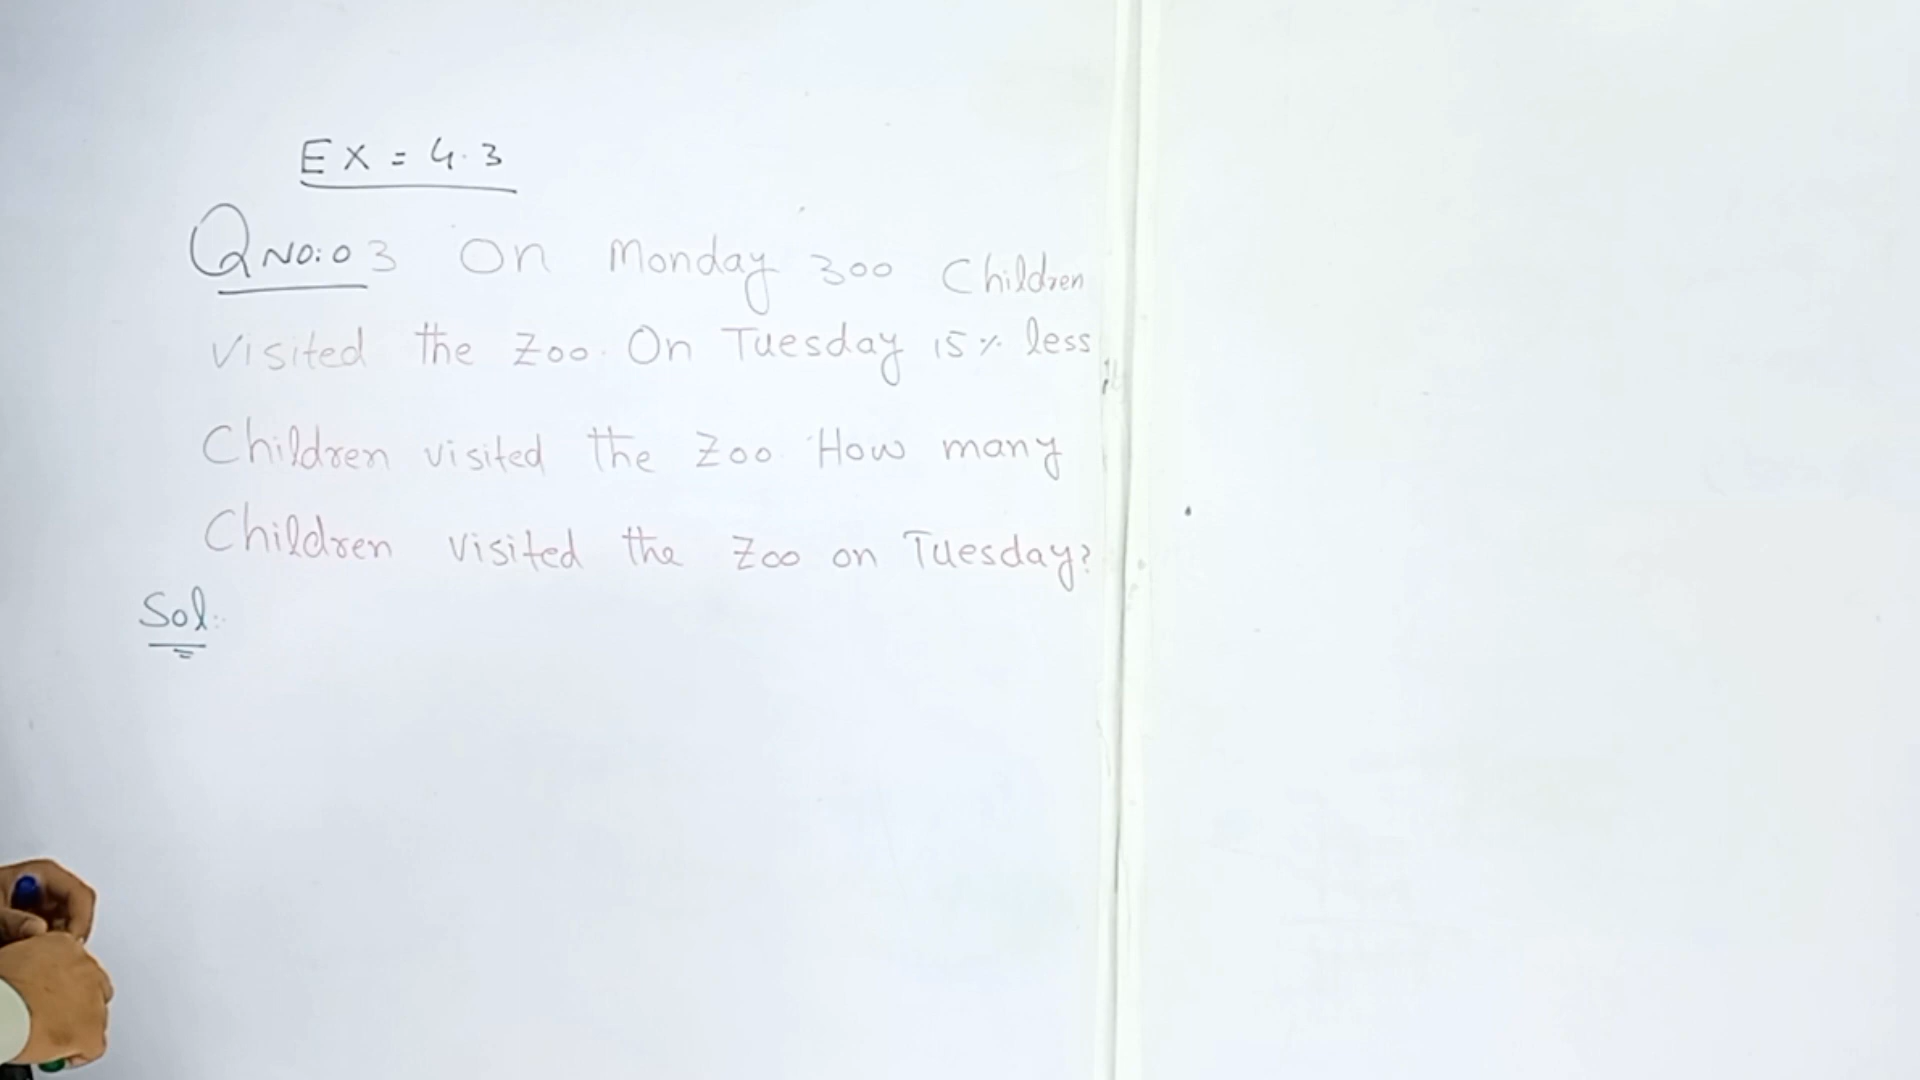 EX = 4.3
QNO:03 On Monday 300 Children
visited the Zoo. On Tuesday 15% less
Children visited the Zoo. How many
Children visited the Zoo on Tuesday?
Sol: